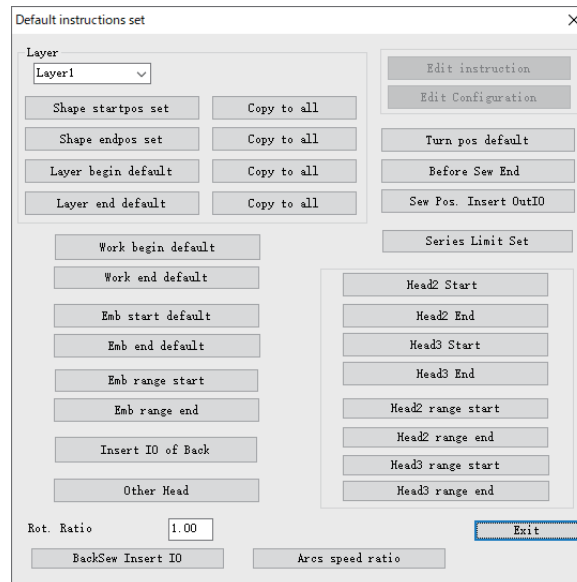 Default instructions set
Layer
Layer1
Shape startpos set
Copy to all
Shape endpos set
Copy to all
Layer begin default
Copy to all
Layer end default
Copy to all
Edit instruction
Edit Configuration
Turn pos default
Before Sew End
Sew Pos. Insert OutIO
Series Limit Set
Work begin default
Work end default
Emb start default
Emb end default
Emb range start
Emb range end
Insert IO of Back
Other Head
Head2 Start
Head2 End
Head3 Start
Head3 End
Head2 range start
Head2 range end
Head3 range start
Head3 range end
Rot. Ratio
1.00
Exit
BackSew Insert IO
Arcs speed ratio